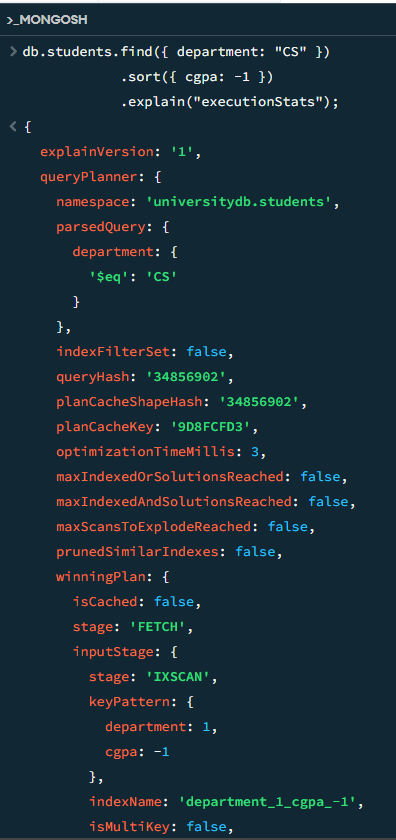 >_MONGOSH
> db.students.find({ department: "CS" })
.sort({ cgpa: -1 })
.explain("executionStats");
< {
explainVersion: '1',
queryPlanner: {
namespace: 'universitydb.students',
parsedQuery: {
department: {
'$eq': 'CS'
}
},
indexFilterSet: false,
queryHash: '34856902',
planCacheShapeHash: '34856902',
planCacheKey: '9D8FCFD3',
optimizationTimeMillis: 3,
maxIndexedOrSolutionsReached: false,
maxIndexedAndSolutionsReached: false,
maxScansToExplodeReached: false,
prunedSimilarIndexes: false,
winningPlan: {
isCached: false,
stage: 'FETCH',
inputStage: {
stage: 'IXSCAN',
keyPattern: {
department: 1,
cgpa: -1
},
indexName: 'department_1_cgpa_-1',
isMultiKey: false,